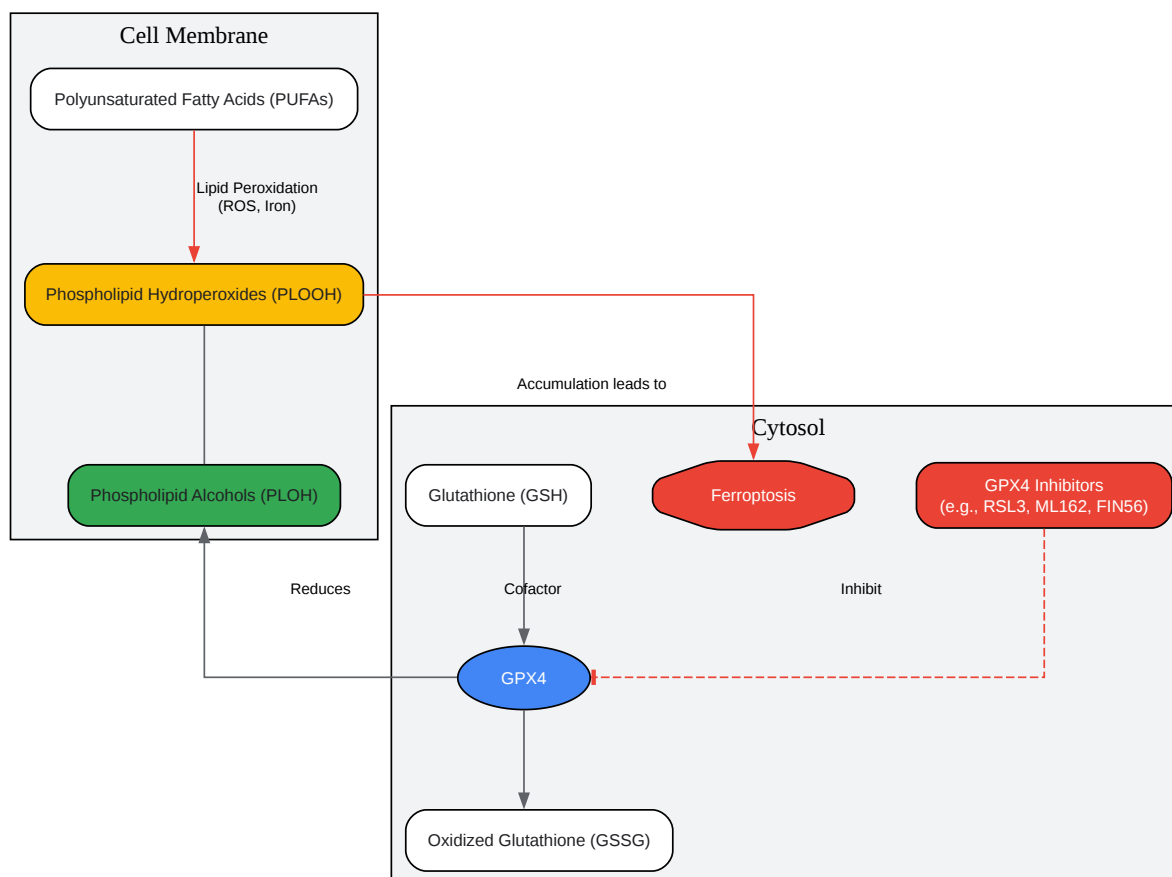 Cell Membrane
Polyunsaturated Fatty Acids (PUFAs)
Lipid Peroxidation
(ROS, Iron)
Phospholipid Hydroperoxides (PLOOH)
Accumulation leads to
Cytosol
Phospholipid Alcohols (PLOH)
Glutathione (GSH)
Ferroptosis
GPX4 Inhibitors
(e.g., RSL3, ML162, FIN56)
Reduces
Cofactor
Inhibit
GPX4
Oxidized Glutathione (GSSG)